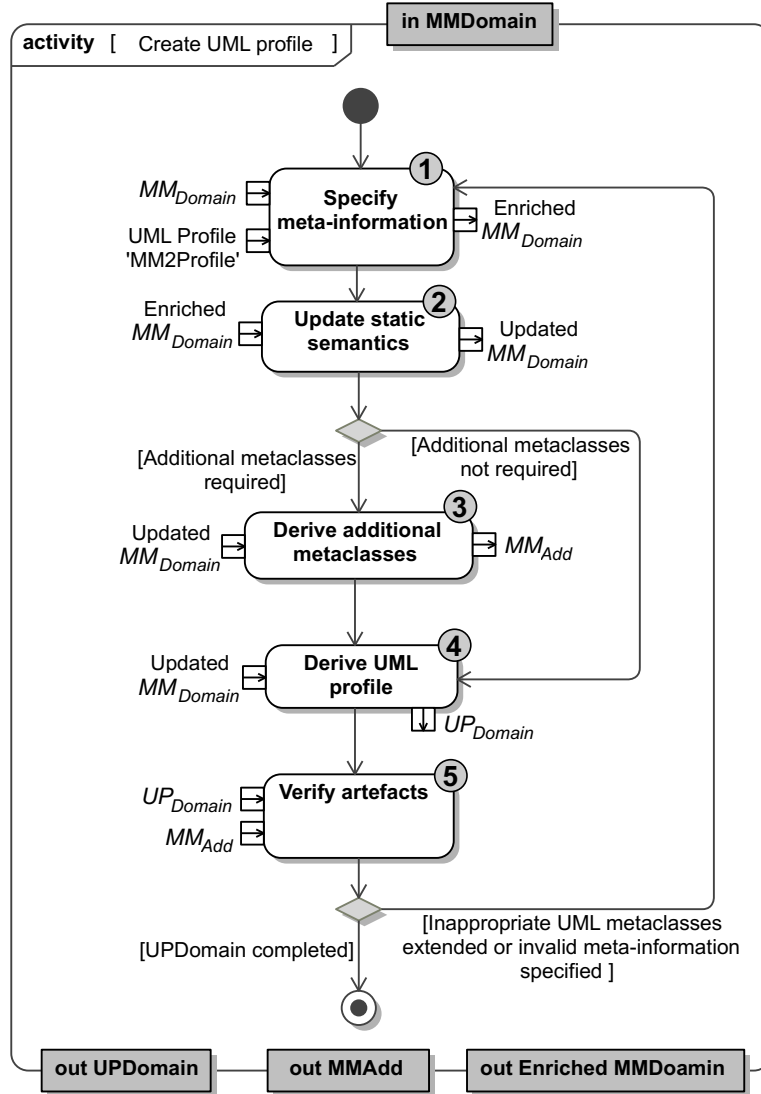 in MMDomain
activity [ Create UML profile ]
1
MMDomain
Specify
meta-information
UML Profile
'MM2Profile'
Enriched
MMDomain
2
Enriched
MMDomain
Update static
semantics
Updated
MMDomain
[Additional metaclasses
required]
[Additional metaclasses
not required]
3
Updated
MMDomain
Derive additional
metaclasses
MMAdd
4
Updated
MMDomain
Derive UML
profile
UPDomain
5
UPDomain
MMAdd
Verify artefacts
[UPDomain completed]
[Inappropriate UML metaclasses
extended or invalid meta-information
specified ]
out UPDomain
out MMAdd
out Enriched MMDoamin